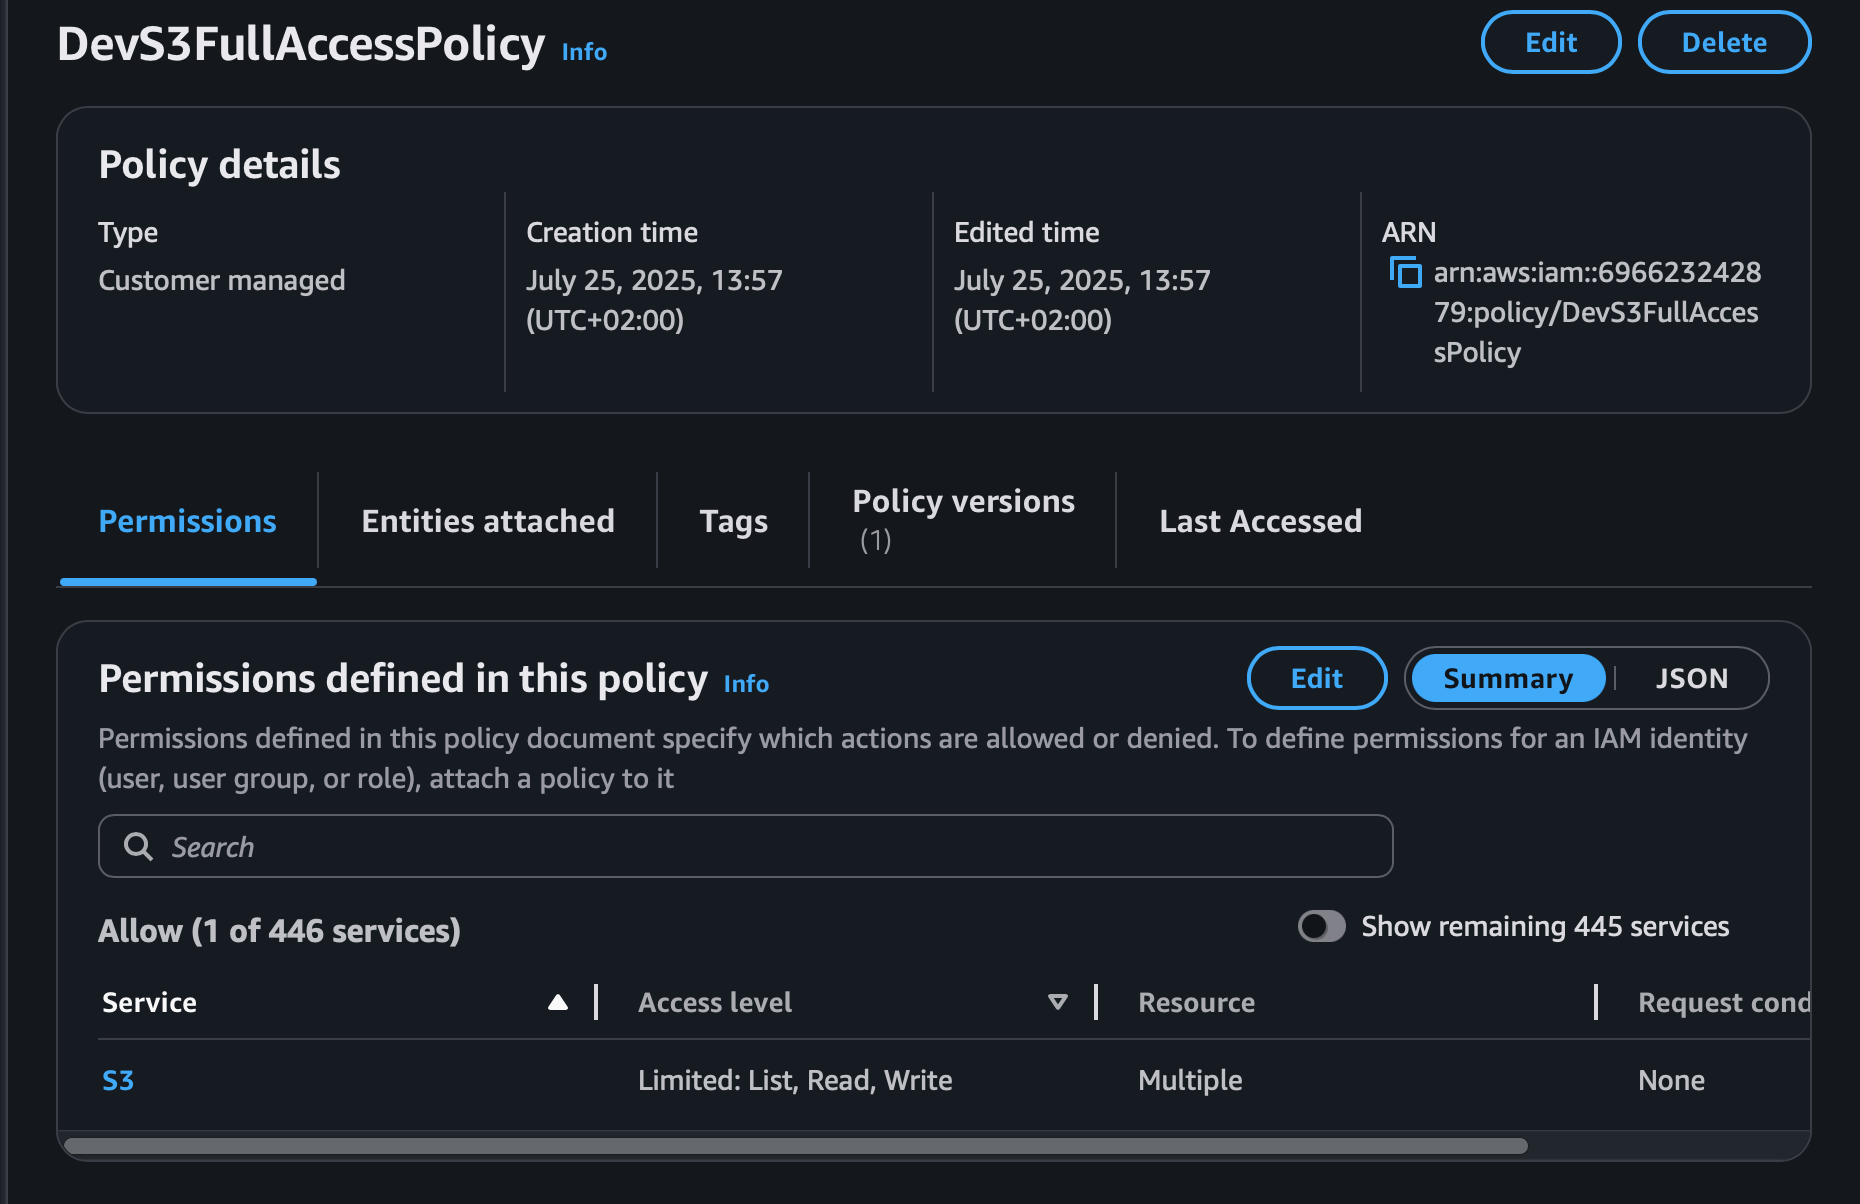 DevS3FullAccessPolicy Info
Edit
Delete
Policy details
Type
Customer managed
Creation time
July 25, 2025, 13:57
(UTC+02:00)
Edited time
July 25, 2025, 13:57
(UTC+02:00)
ARN
arn:aws:iam::6966232428
79:policy/DevS3FullAcces
sPolicy
Permissions
Entities attached
Tags
Policy versions
(1)
Last Accessed
Permissions defined in this policy Info
Edit
Summary
JSON
Permissions defined in this policy document specify which actions are allowed or denied. To define permissions for an IAM identity
(user, user group, or role), attach a policy to it
Search
Allow (1 of 446 services)
Show remaining 445 services
Service
Access level
Resource
Request cond
S3
Limited: List, Read, Write
Multiple
None